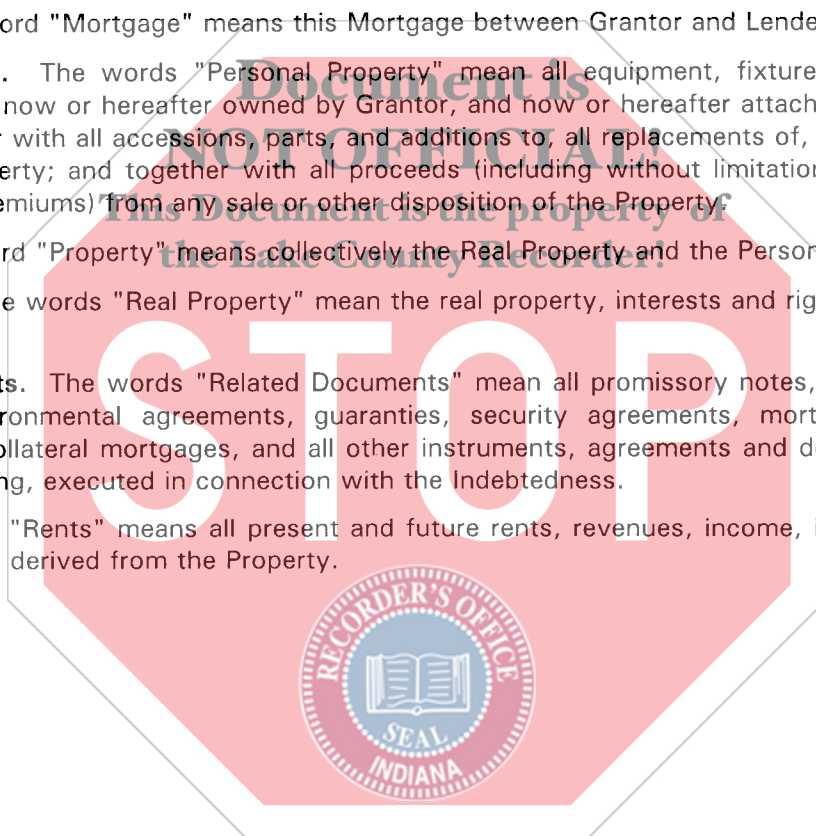 ord "Mortgage" means this Mortgage between Grantor and Lende
. The words "Personal Property" mean all equipment, fixture
now or hereafter owned by Grantor, and now or hereafter attach
with all accessions, parts, and additions to, all replacements of,
erty; and together with all proceeds (including without limitation
emiums) from any sale or other disposition of the Property.
rd "Property" means collectively the Real Property and the Person
e words "Real Property" mean the real property, interests and rig
ts. The words "Related Documents" mean all promissory notes,
ronmental agreements, guaranties, security agreements, mort
ollateral mortgages, and all other instruments, agreements and d
ng, executed in connection with the Indebtedness.
"Rents" means all present and future rents, revenues, income, i
derived from the Property.
Document is
NOT OFFICIAL!
This Document is the property of
the Lake County Recorder!
STOP
RECORDER'S OFFICE
SEAL
INDIANA